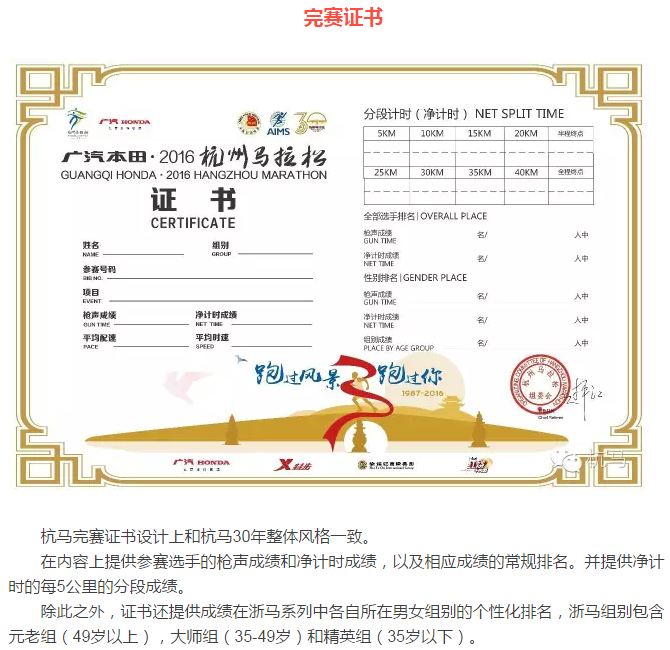 完赛证书
广汽 HONDA
AIMS
30
广汽本田·2016杭州马拉松
GUANGQI HONDA·2016 HANGZHOU MARATHON
证书
CERTIFICATE
姓名
NAME
组别
GROUP
参赛号码
BIB NO.
项目
EVENT
枪声成绩
GUN TIME
净计时成绩
NET TIME
平均配速
PACE
平均时速
SPEED
分段计时(净计时) NET SPLIT TIME
5KM 10KM 15KM 20KM 半程终点
25KM 30KM 35KM 40KM 全程终点
全部选手排名|OVERALL PLACE
枪声成绩 名/ 人中
GUN TIME
净计时成绩 名/ 人中
NET TIME
性别排名|GENDER PLACE
枪声成绩 名/ 人中
GUN TIME
净计时成绩 名/ 人中
NET TIME
组别成绩 名/ 人中
PLACE BY AGE GROUP
跑过风景 跑过你
1987-2016
杭州马拉松
组委会
Chief Referee
广汽 HONDA
特步
杭马
杭马完赛证书设计上和杭马30年整体风格一致。
在内容上提供参赛选手的枪声成绩和净计时成绩，以及相应成绩的常规排名。并提供净计
时的每5公里的分段成绩。
除此之外，证书还提供成绩在浙马系列中各自所在男女组别的个性化排名，浙马组别包含
元老组（49岁以上），大师组（35-49岁）和精英组（35岁以下）。